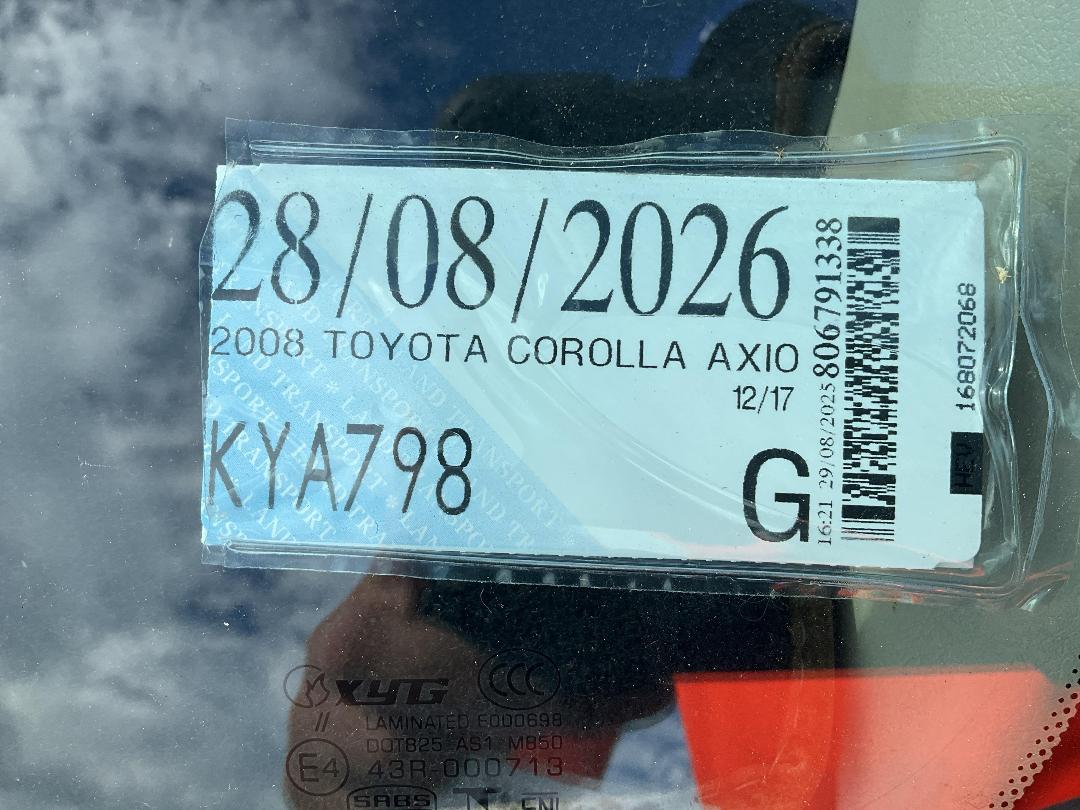 28/08/2026
2008 TOYOTA COROLLA AXIO
12/17
KYA798
G
16:21 29/08/2025 806791338
168072068
HEV
XYG
CCC
//
LAMINATED E000698
DOT825 AS1 M850
E4 43R-000713
SABS